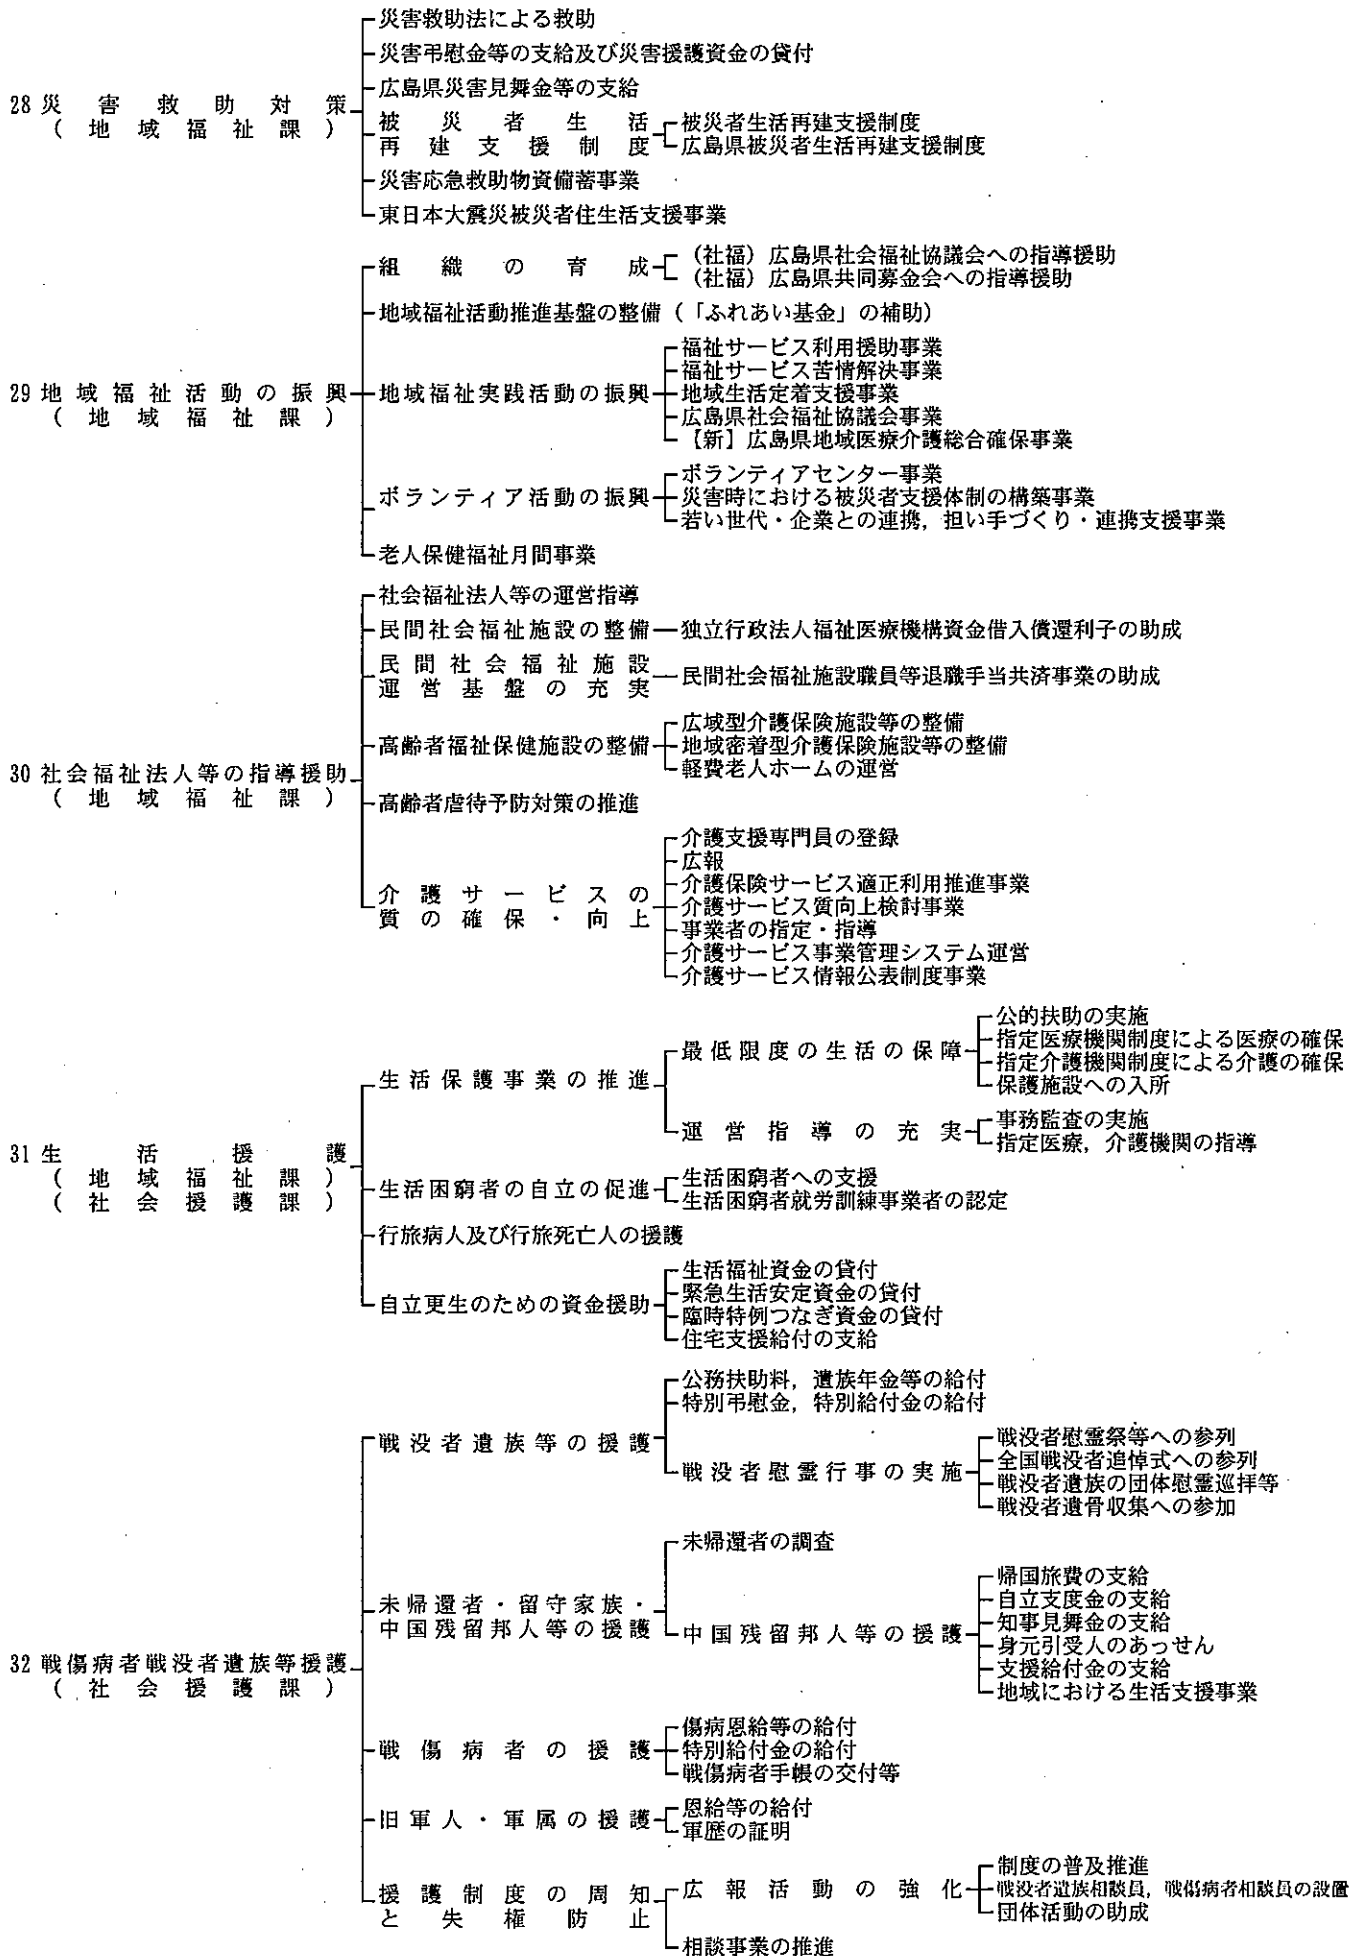 災害救助法による救助
災害弔慰金等の支給及び災害援護資金の貸付
広島県災害見舞金等の支給
28 災害救助対策
（地域福祉課）
被災者生活
再建支援制度
被災者生活再建支援制度
広島県被災者生活再建支援制度
災害応急救助物資備蓄事業
東日本大震災被災者住生活支援事業
29 地域福祉活動の振興
（地域福祉課）
組織の育成
（社福）広島県社会福祉協議会への指導援助
（社福）広島県共同募金会への指導援助
地域福祉活動推進基盤の整備（「ふれあい基金」の補助）
地域福祉実践活動の振興
福祉サービス利用援助事業
福祉サービス苦情解決事業
地域生活定着支援事業
広島県社会福祉協議会事業
【新】広島県地域医療介護総合確保事業
ボランティア活動の振興
ボランティアセンター事業
災害時における被災者支援体制の構築事業
若い世代・企業との連携，担い手づくり・連携支援事業
老人保健福祉月間事業
30 社会福祉法人等の指導援助
（地域福祉課）
社会福祉法人等の運営指導
民間社会福祉施設の整備
独立行政法人福祉医療機構資金借入償還利子の助成
民間社会福祉施設
運営基盤の充実
民間社会福祉施設職員等退職手当共済事業の助成
高齢者福祉保健施設の整備
広域型介護保険施設等の整備
地域密着型介護保険施設等の整備
軽費老人ホームの運営
高齢者虐待予防対策の推進
介護サービスの
質の確保・向上
介護支援専門員の登録
広報
介護保険サービス適正利用推進事業
介護サービス質向上検討事業
事業者の指定・指導
介護サービス事業管理システム運営
介護サービス情報公表制度事業
31 生活援護
（地域福祉課）
（社会援護課）
生活保護事業の推進
最低限度の生活の保障
公的扶助の実施
指定医療機関制度による医療の確保
指定介護機関制度による介護の確保
保護施設への入所
運営指導の充実
事務監査の実施
指定医療，介護機関の指導
生活困窮者の自立の促進
生活困窮者への支援
生活困窮者就労訓練事業者の認定
行旅病人及び行旅死亡人の援護
自立更生のための資金援助
生活福祉資金の貸付
緊急生活安定資金の貸付
臨時特例つなぎ資金の貸付
住宅支援給付の支給
32 戦傷病者戦没者遺族等援護
（社会援護課）
戦没者遺族等の援護
公務扶助料，遺族年金等の給付
特別弔慰金，特別給付金の給付
戦没者慰霊行事の実施
戦没者慰霊祭等への参列
全国戦没者追悼式への参列
戦没者遺族の団体慰霊巡拝等
戦没者遺骨収集への参加
未帰還者・留守家族・
中国残留邦人等の援護
未帰還者の調査
中国残留邦人等の援護
帰国旅費の支給
自立支度金の支給
知事見舞金の支給
身元引受人のあっせん
支援給付金の支給
地域における生活支援事業
戦傷病者の援護
傷病恩給等の給付
特別給付金の給付
戦傷病者手帳の交付等
旧軍人・軍属の援護
恩給等の給付
軍歴の証明
援護制度の周知
と失権防止
広報活動の強化
制度の普及推進
戦没者遺族相談員，戦傷病者相談員の設置
団体活動の助成
相談事業の推進